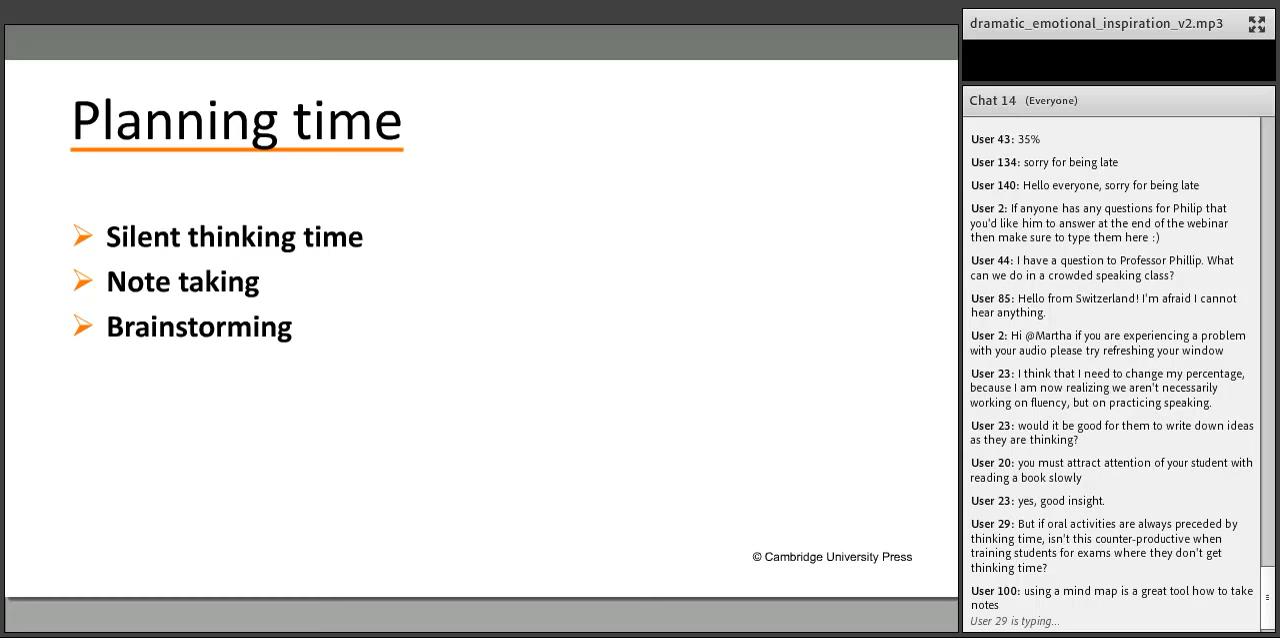 Planning time
Silent thinking time
Note taking
Brainstorming
© Cambridge University Press
dramatic_emotional_inspiration_v2.mp3
Chat 14 (Everyone)
User 43: 35%
User 134: sorry for being late
User 140: Hello everyone, sorry for being late
User 2: If anyone has any questions for Philip that
you'd like him to answer at the end of the webinar
then make sure to type them here :)
User 44: I have a question to Professor Phillip. What
can we do in a crowded speaking class?
User 85: Hello from Switzerland! I'm afraid I cannot
hear anything.
User 2: Hi @Martha if you are experiencing a problem
with your audio please try refreshing your window
User 23: I think that I need to change my percentage,
because I am now realizing we aren't necessarily
working on fluency, but on practicing speaking.
User 23: would it be good for them to write down ideas
as they are thinking?
User 20: you must attract attention of your student with
reading a book slowly
User 23: yes, good insight.
User 29: But if oral activities are always preceded by
thinking time, isn't this counter-productive when
training students for exams where they don't get
thinking time?
User 100: using a mind map is a great tool how to take
notes
User 29 is typing...